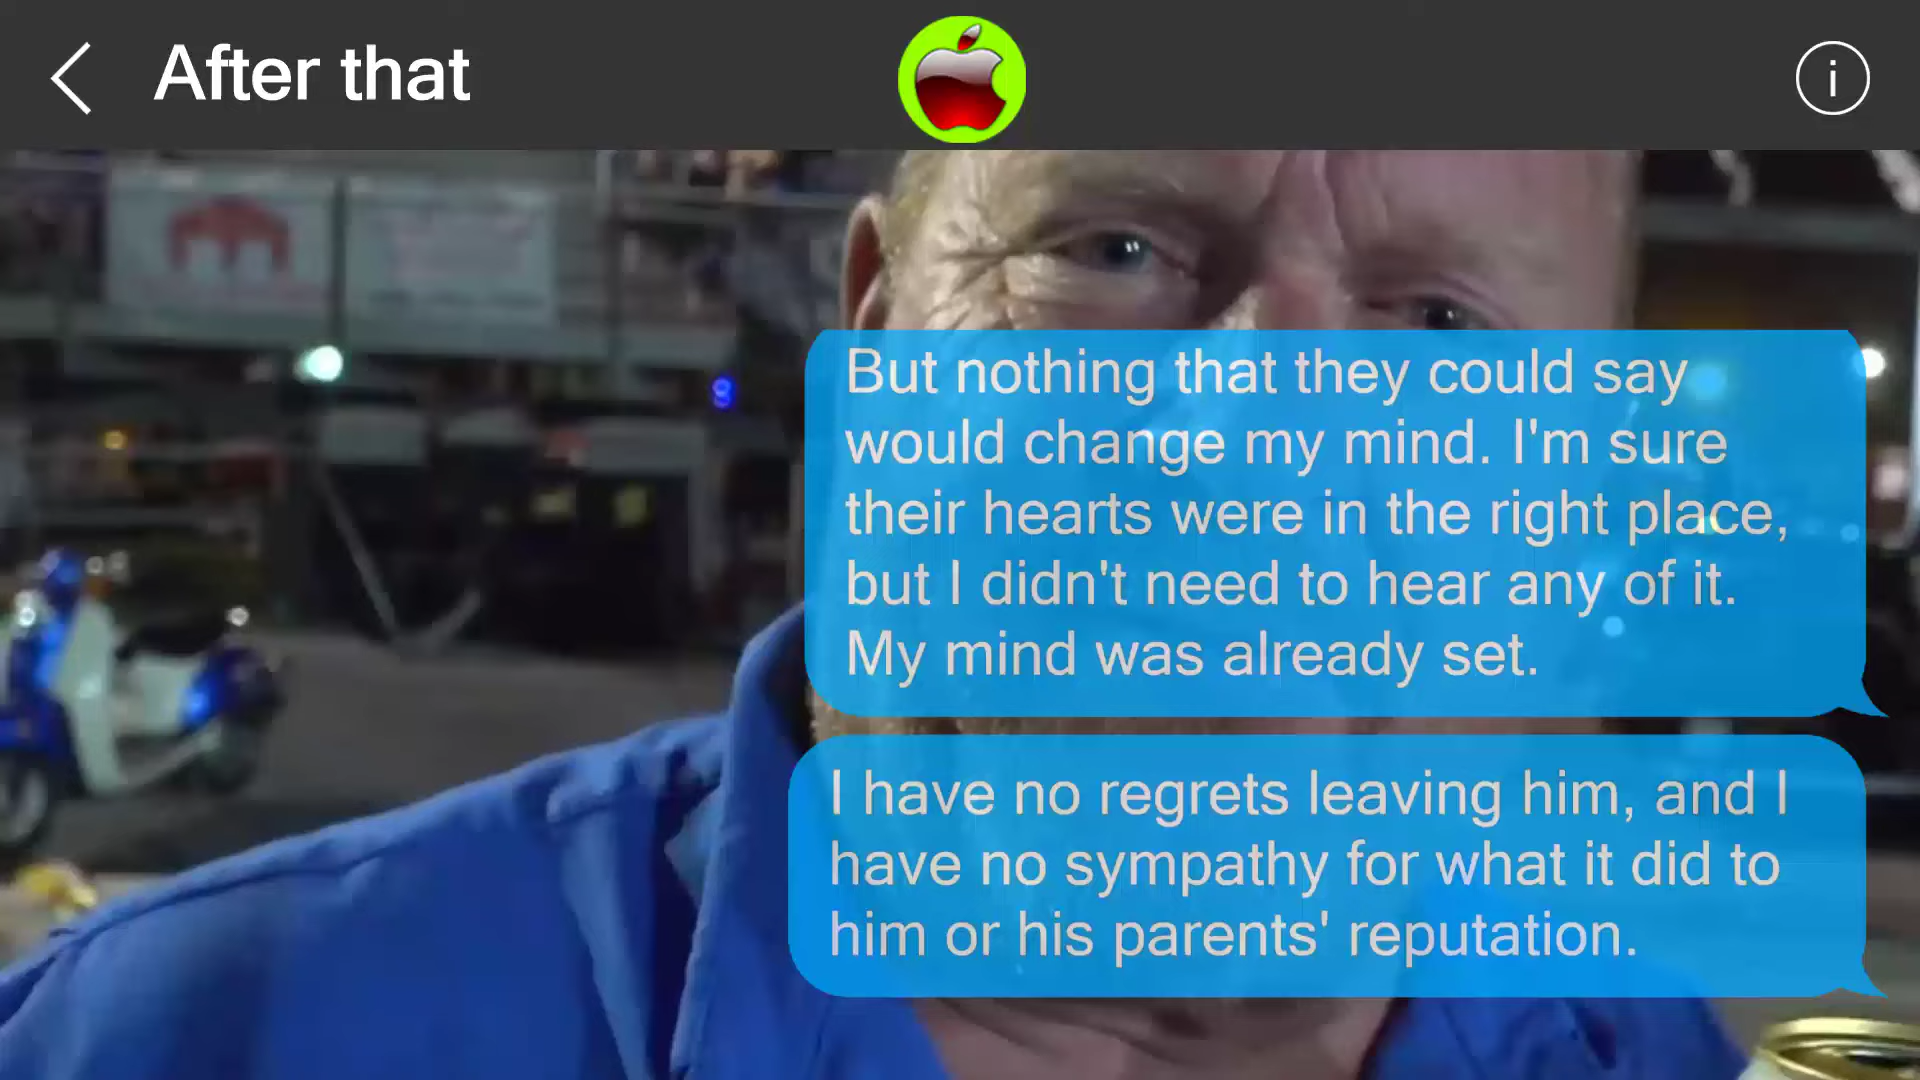 After that
But nothing that they could say
would change my mind. I'm sure
their hearts were in the right place,
but I didn't need to hear any of it.
My mind was already set.
I have no regrets leaving him, and I
have no sympathy for what it did to
him or his parents' reputation.